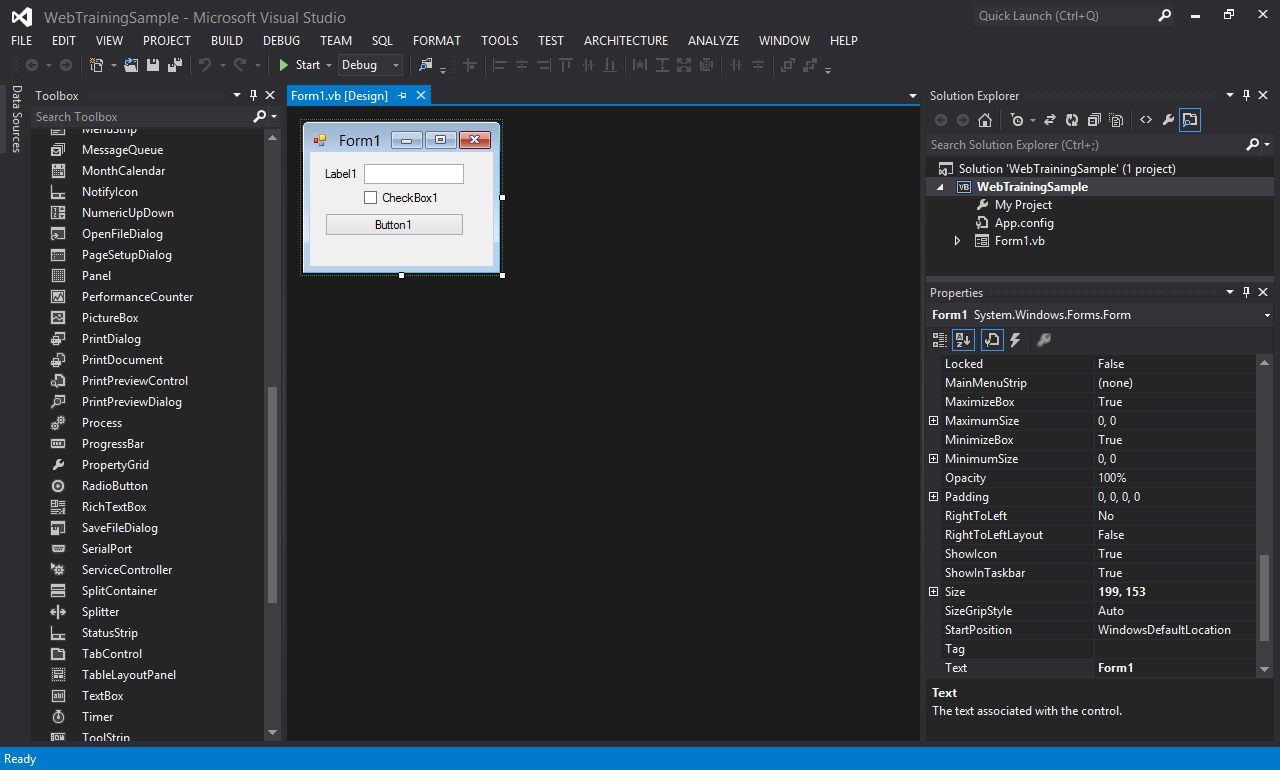 WebTrainingSample - Microsoft Visual Studio
Quick Launch (Ctrl+Q)
FILE EDIT VIEW PROJECT BUILD DEBUG TEAM SQL FORMAT TOOLS TEST ARCHITECTURE ANALYZE WINDOW HELP
Start Debug
Data Sources
Toolbox
Search Toolbox
MenuStrip
MessageQueue
MonthCalendar
NotifyIcon
NumericUpDown
OpenFileDialog
PageSetupDialog
Panel
PerformanceCounter
PictureBox
PrintDialog
PrintDocument
PrintPreviewControl
PrintPreviewDialog
Process
ProgressBar
PropertyGrid
RadioButton
RichTextBox
SaveFileDialog
SerialPort
ServiceController
SplitContainer
Splitter
StatusStrip
TabControl
TableLayoutPanel
TextBox
Timer
ToolStrip
Form1.vb [Design]
Form1
Label1
CheckBox1
Button1
Solution Explorer
Search Solution Explorer (Ctrl+;)
Solution 'WebTrainingSample' (1 project)
VB WebTrainingSample
My Project
App.config
Form1.vb
Properties
Form1 System.Windows.Forms.Form
Locked False
MainMenuStrip (none)
MaximizeBox True
MaximumSize 0, 0
MinimizeBox True
MinimumSize 0, 0
Opacity 100%
Padding 0, 0, 0, 0
RightToLeft No
RightToLeftLayout False
ShowIcon True
ShowInTaskbar True
Size 199, 153
SizeGripStyle Auto
StartPosition WindowsDefaultLocation
Tag
Text Form1
Text
The text associated with the control.
Ready